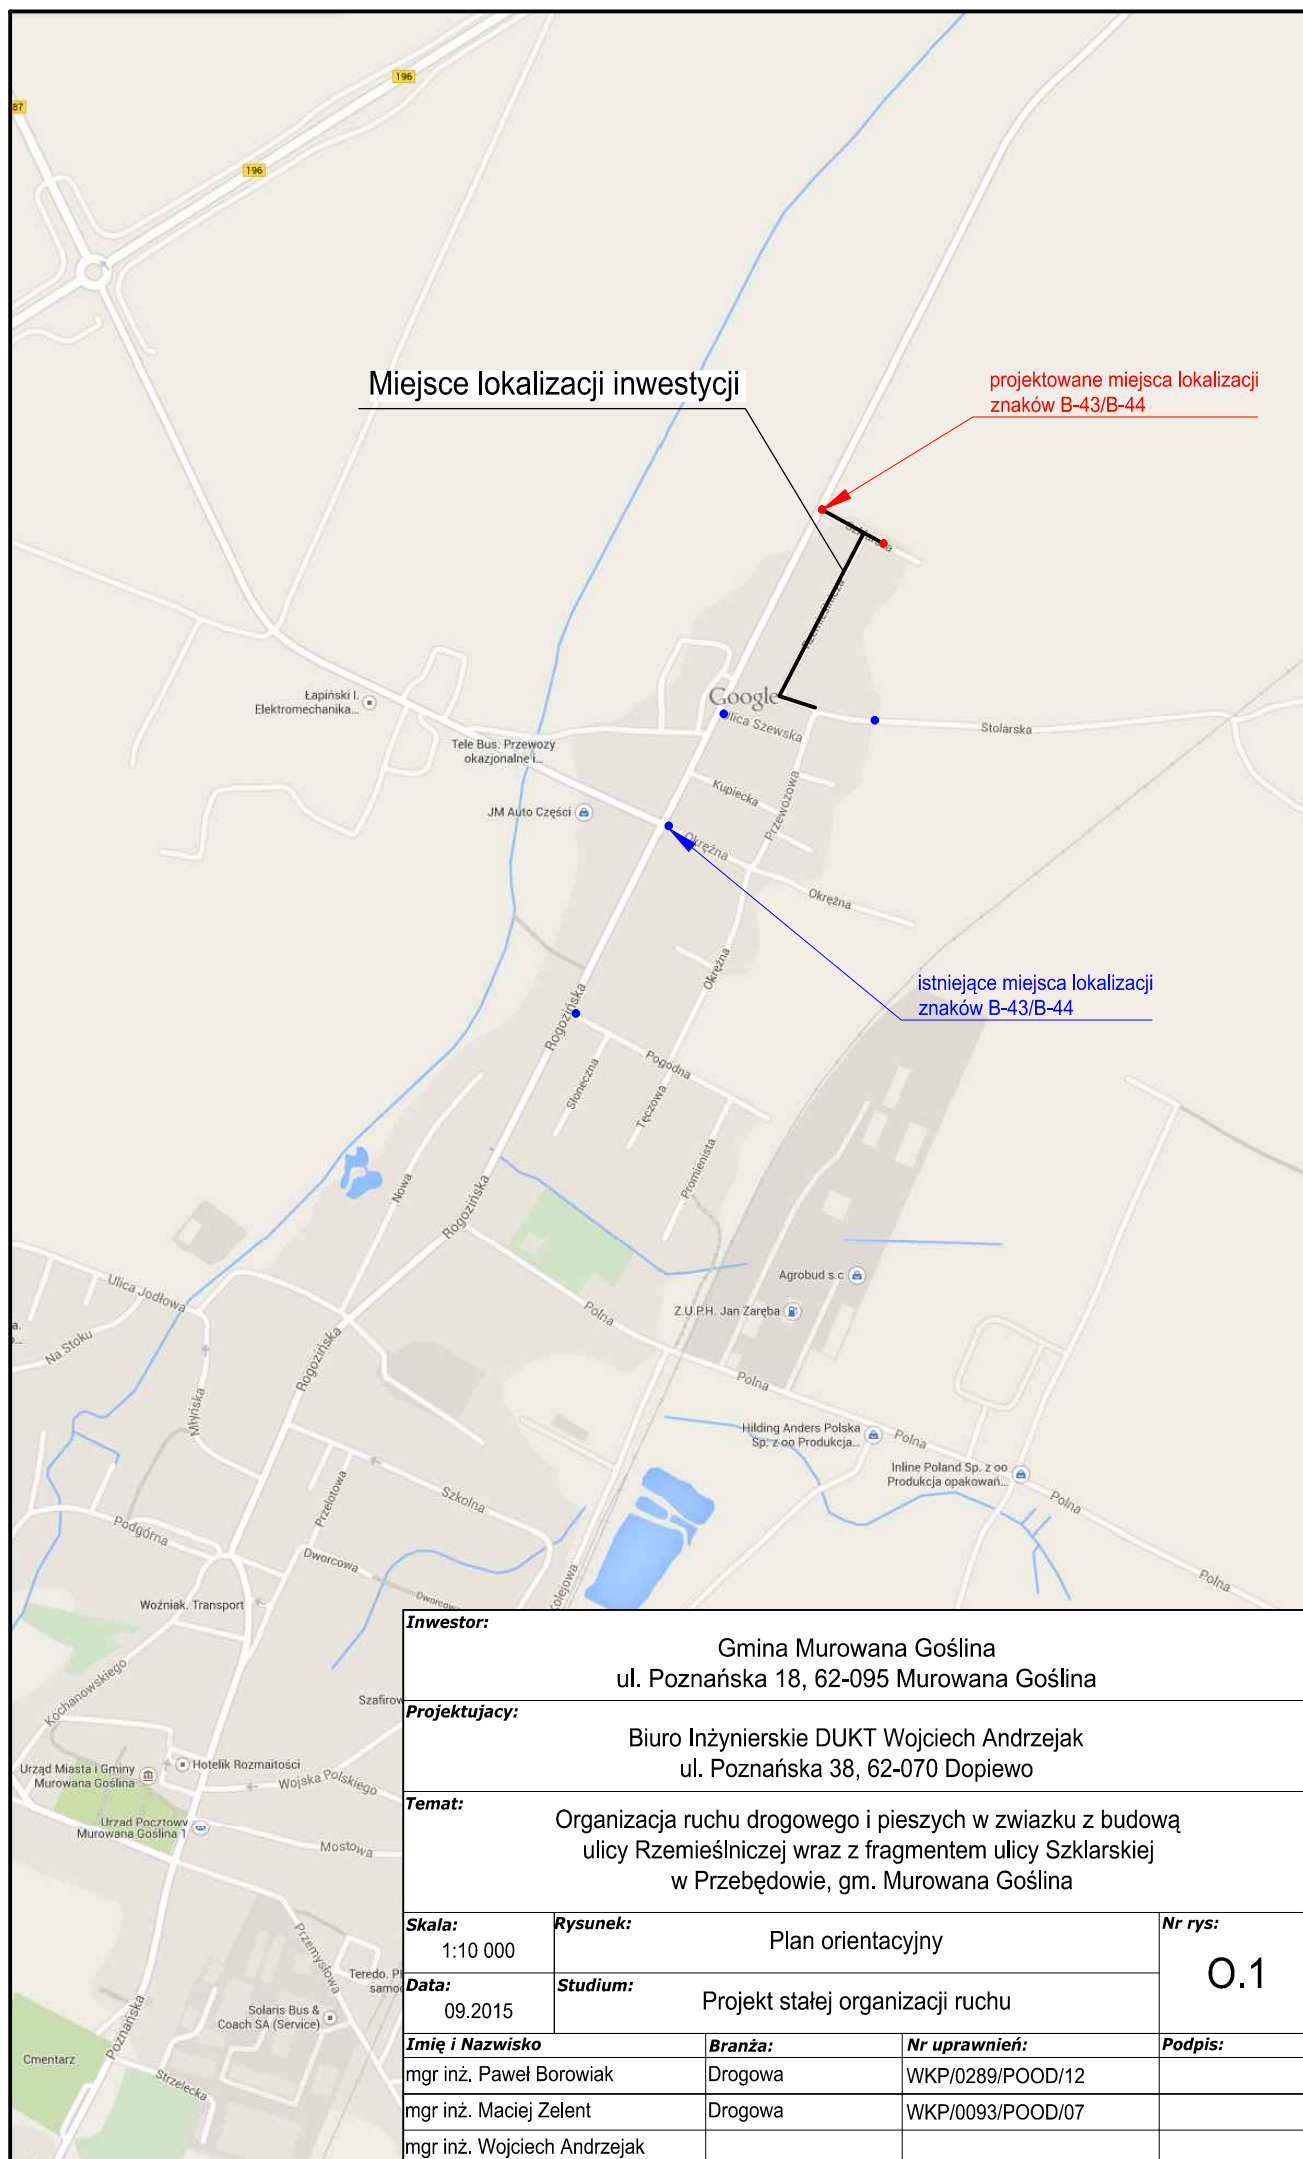 196
87
196
Miejsce lokalizacji inwestycji
projektowane miejsca lokalizacji
znaków B-43/B-44
Szklarska
Rzemieślnicza
Łapiński I.
Elektromechanika...
Google
Ulica Szewska
Stolarska
Tele Bus. Przewozy
okazjonalne i...
Kupiecka
Przewozowa
JM Auto Części
Okrężna
Okrężna
Okrężna
istniejące miejsca lokalizacji
znaków B-43/B-44
Rogozińska
Pogodna
Słoneczna
Tęczowa
Promienista
Nowa
Rogozińska
Agrobud s.c
Ulica Jodłowa
Polna
Z.U.P.H. Jan Zaręba
a.
Na Stoku
Rogozińska
Polna
Młyńska
Hilding Anders Polska
Sp. z oo Produkcja...
Polna
Inline Poland Sp. z oo
Produkcja opakowań...
Polna
Przelotowa
Szkolna
Podgórna
Dworcowa
Dworcowa
Kolejowa
Polna
Woźniak. Transport
Kochanowskiego
Szafirow
Urząd Miasta i Gminy
Murowana Goślina
Hotelik Rozmaitości
Wojska Polskiego
Urząd Pocztowy
Murowana Goślina 1
Mostowa
Przemysłowa
Teredo. Pl
samoc
Solaris Bus &
Coach SA (Service)
Poznańska
Cmentarz
Strzelecka
Inwestor:
Gmina Murowana Goślina
ul. Poznańska 18, 62-095 Murowana Goślina
Projektujacy:
Biuro Inżynierskie DUKT Wojciech Andrzejak
ul. Poznańska 38, 62-070 Dopiewo
Temat:
Organizacja ruchu drogowego i pieszych w zwiazku z budową
ulicy Rzemieślniczej wraz z fragmentem ulicy Szklarskiej
w Przebędowie, gm. Murowana Goślina
Skala:
1:10 000
Rysunek:
Plan orientacyjny
Nr rys:
O.1
Data:
09.2015
Studium:
Projekt stałej organizacji ruchu
Imię i Nazwisko Branża: Nr uprawnień: Podpis:
mgr inż. Paweł Borowiak Drogowa WKP/0289/POOD/12
mgr inż. Maciej Zelent Drogowa WKP/0093/POOD/07
mgr inż. Wojciech Andrzejak